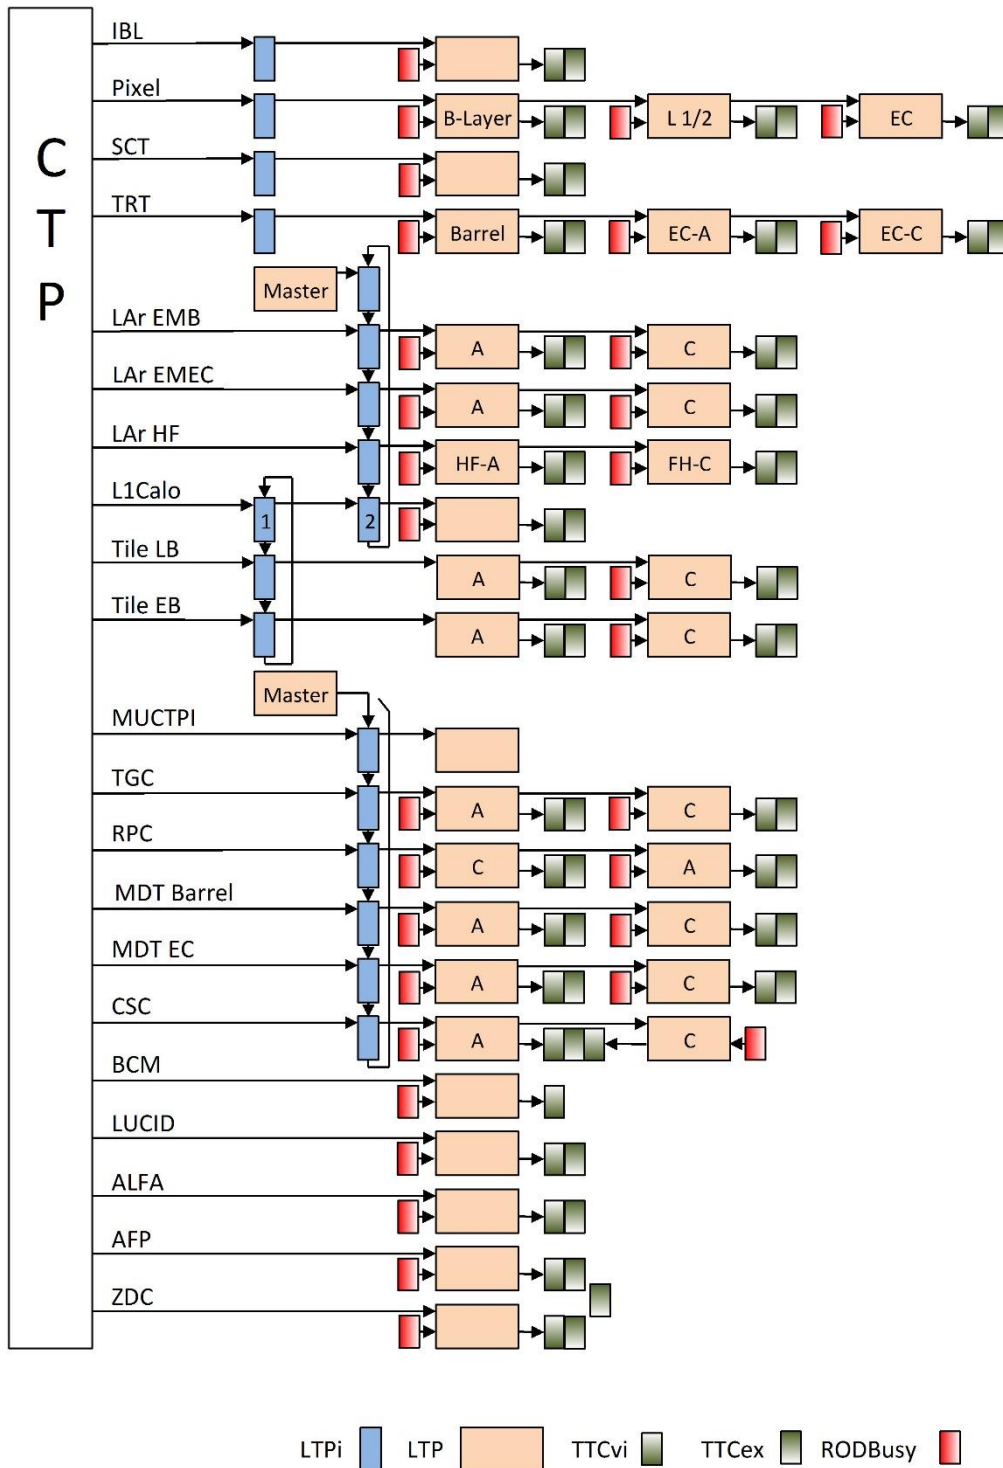 CTP
IBL
Pixel
B-Layer L 1/2 EC
SCT
TRT
Barrel EC-A EC-C
Master
LAr EMB
A C
LAr EMEC
A C
LAr HF
HF-A FH-C
L1Calo
1 2
Tile LB
A C
Tile EB
A C
Master
MUCTPI
TGC
A C
RPC
C A
MDT Barrel
A C
MDT EC
A C
CSC
A C
BCM
LUCID
ALFA
AFP
ZDC
LTPi LTP TTCvi TTCex RODBusy